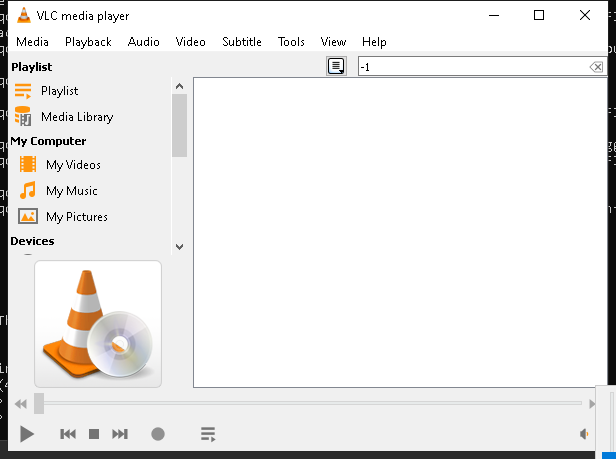 VLC media player
Media Playback Audio Video Subtitle Tools View Help
Playlist
-1
Playlist
Media Library
My Computer
My Videos
My Music
My Pictures
Devices